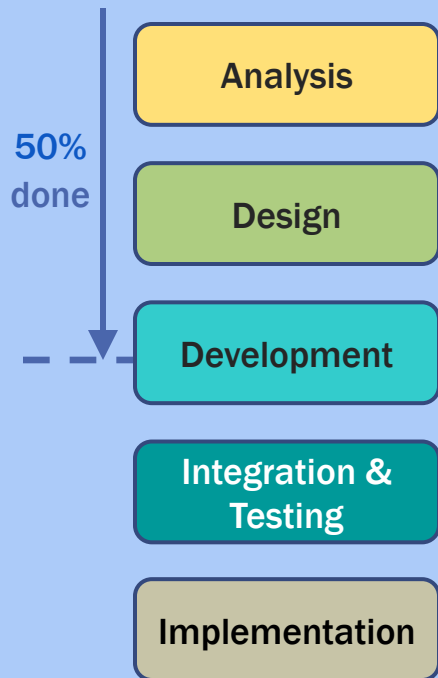 Analysis
50%
done
Design
Development
Integration &
Testing
Implementation